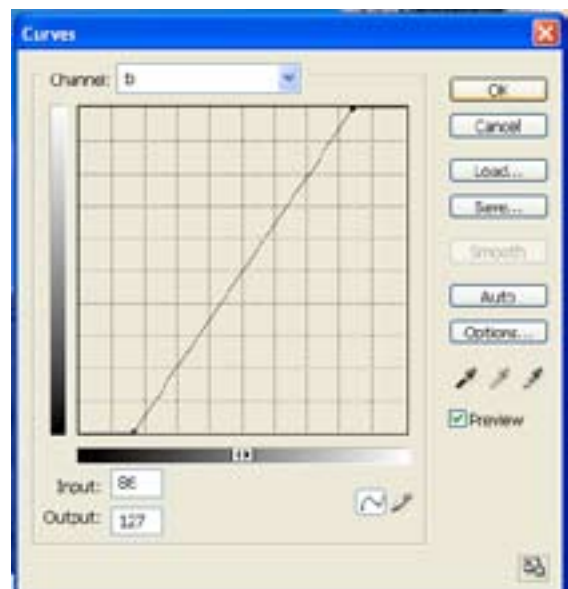 Curves
Channel: b
OK
Cancel
Load...
Save...
Smooth
Auto
Options...
Preview
Input: 86
Output: 127